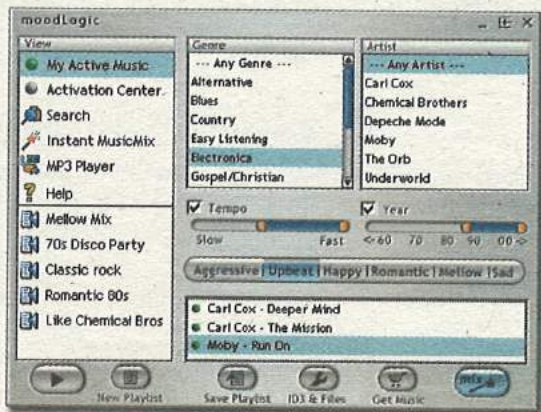 moodLogic
View
My Active Music
Activation Center
Search
Instant MusicMix
MP3 Player
Help
Mellow Mix
70s Disco Party
Classic rock
Romantic 80s
Like Chemical Bros
Genre
--- Any Genre ---
Alternative
Blues
Country
Easy Listening
Electronica
Gospel/Christian
Artist
--- Any Artist ---
Carl Cox
Chemical Brothers
Depeche Mode
Moby
The Orb
Underworld
Tempo
Slow Fast
Year
<-60 70 80 90 00->
Aggressive | Upbeat | Happy | Romantic | Mellow | Sad
Carl Cox - Deeper Mind
Carl Cox - The Mission
Moby - Run On
New Playlist
Save Playlist
ID3 & Files
Get Music
mix